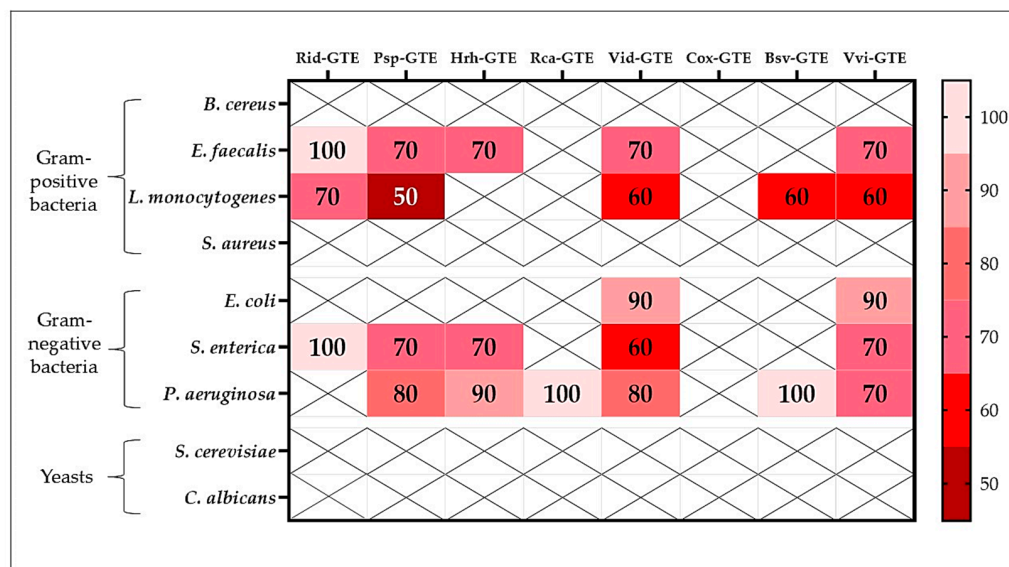 Rid-GTE Psp-GTE Hrh-GTE Rca-GTE Vid-GTE Cox-GTE Bsv-GTE Vvi-GTE
Gram-
positive
bacteria
B. cereus
E. faecalis 100 70 70 70 70
L. monocytogenes 70 50 60 60 60
S. aureus
Gram-
negative
bacteria
E. coli 90 90
S. enterica 100 70 70 60 70
P. aeruginosa 80 90 100 80 100 70
Yeasts
S. cerevisiae
C. albicans
100
90
80
70
60
50